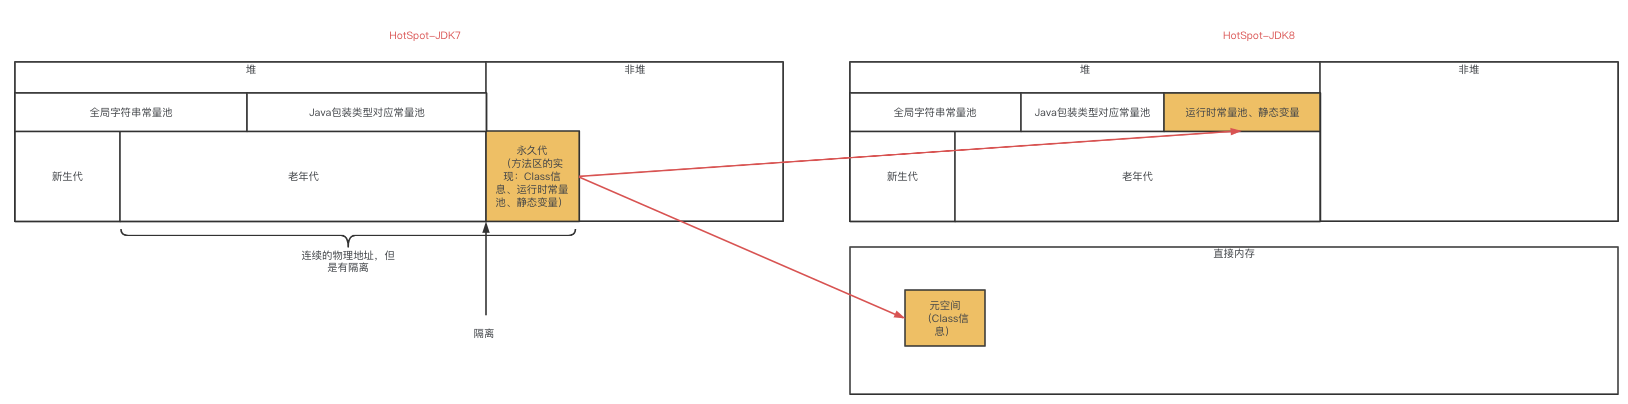 HotSpot-JDK7
堆
非堆
全局字符串常量池
Java包装类型对应常量池
新生代
老年代
永久代
（方法区的实
现：Class信
息、运行时常量
池、静态变量）
连续的物理地址，但
是有隔离
隔离
HotSpot-JDK8
堆
非堆
全局字符串常量池
Java包装类型对应常量池
运行时常量池、静态变量
新生代
老年代
直接内存
元空间
（Class信
息）